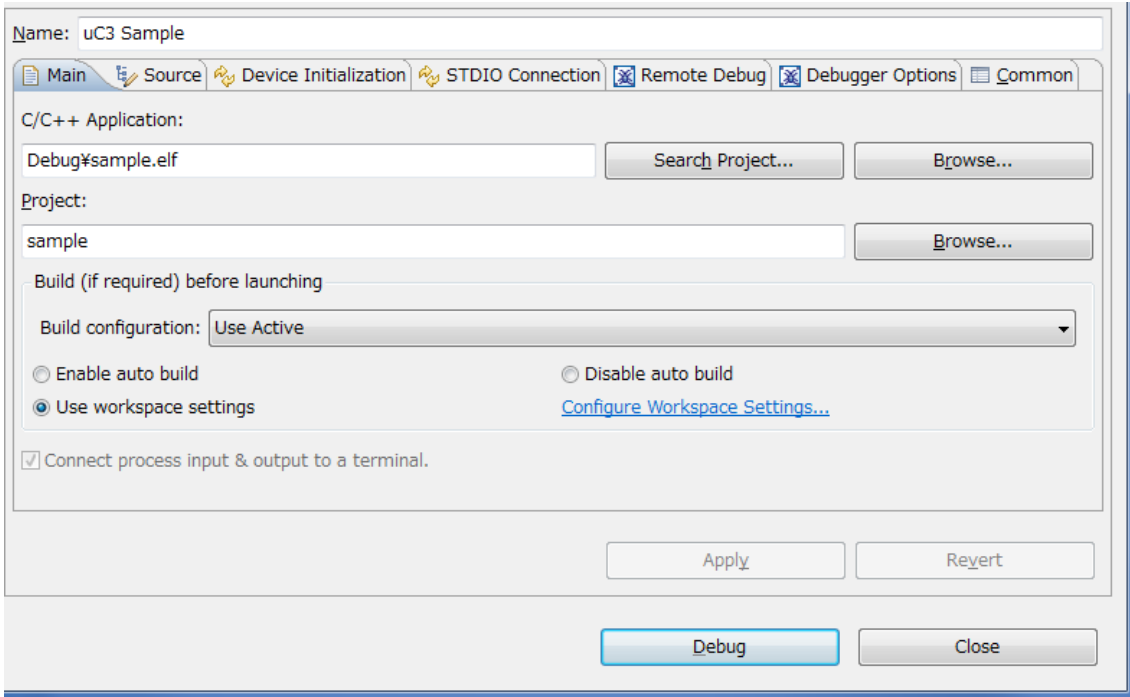 Name: uC3 Sample
Main Source Device Initialization STDIO Connection Remote Debug Debugger Options Common
C/C++ Application:
Debug¥sample.elf Search Project... Browse...
Project:
sample Browse...
Build (if required) before launching
Build configuration: Use Active
Enable auto build Disable auto build
Use workspace settings Configure Workspace Settings...
Connect process input & output to a terminal.
Apply Revert
Debug Close